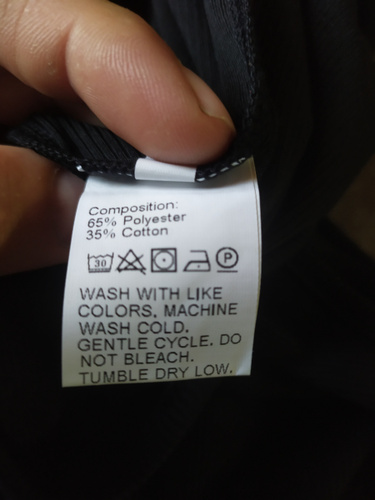 Composition:
65% Polyester
35% Cotton
30 P
WASH WITH LIKE
COLORS, MACHINE
WASH COLD.
GENTLE CYCLE. DO
NOT BLEACH.
TUMBLE DRY LOW.